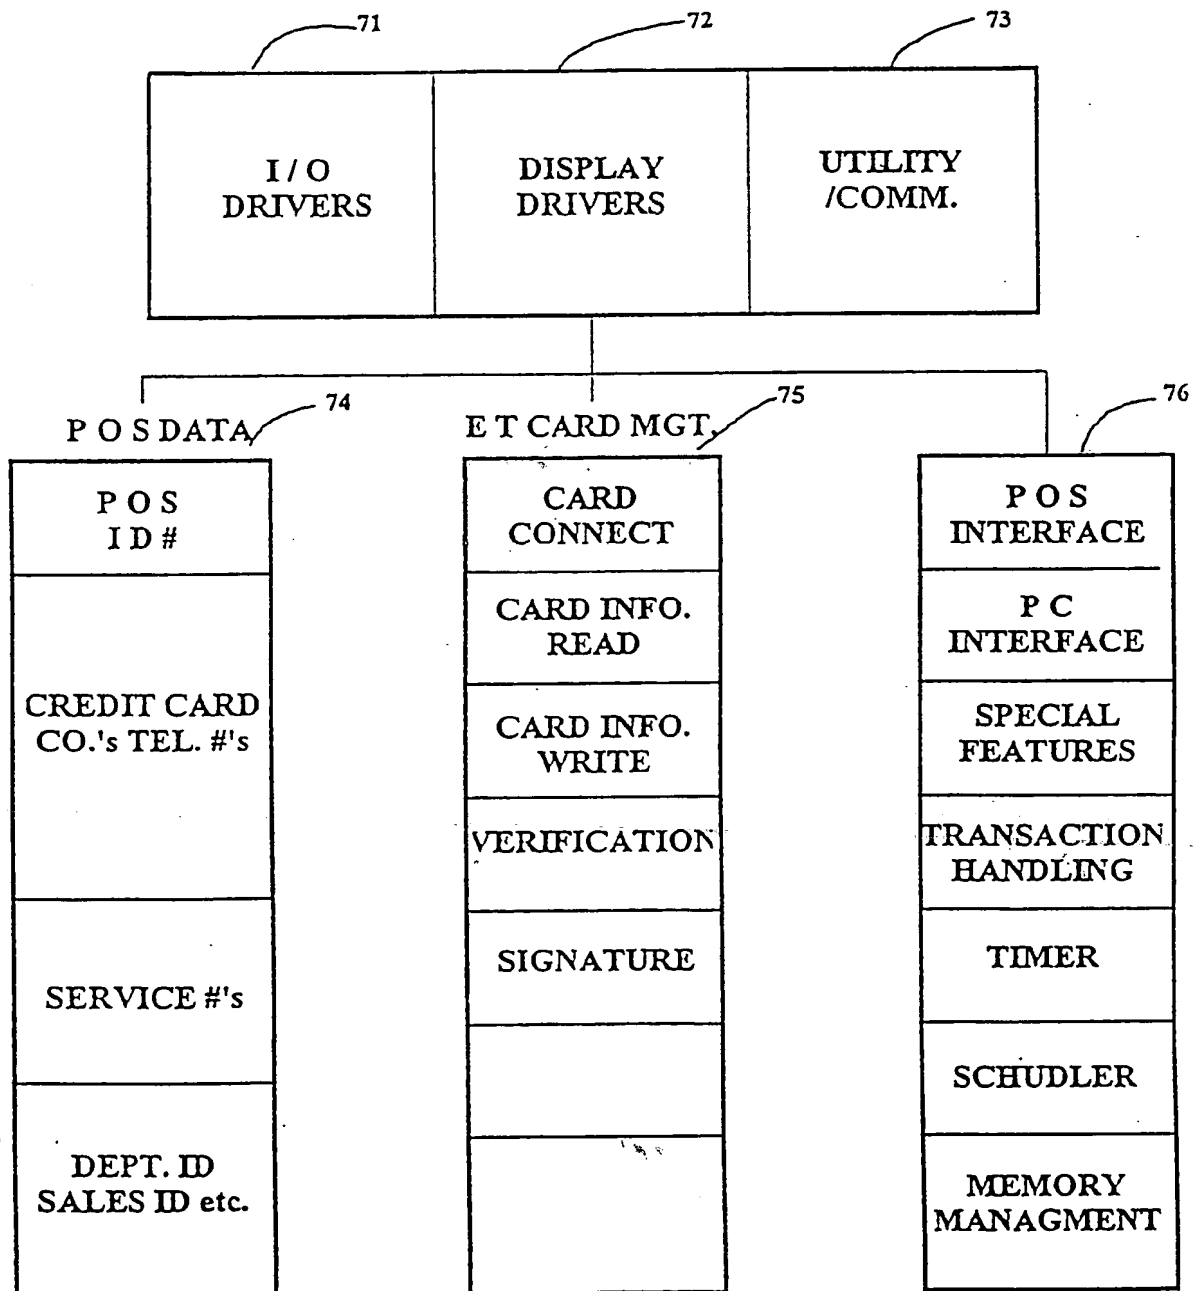 71
72
73
I / O
DRIVERS
DISPLAY
DRIVERS
UTILITY
/COMM.
P O S DATA
74
E T CARD MGT.
75
76
P O S
I D #
CREDIT CARD
CO.'s TEL. #'s
SERVICE #'s
DEPT. ID
SALES ID etc.
CARD
CONNECT
CARD INFO.
READ
CARD INFO.
WRITE
VERIFICATION
SIGNATURE
P O S
INTERFACE
P C
INTERFACE
SPECIAL
FEATURES
TRANSACTION
HANDLING
TIMER
SCHUDLER
MEMORY
MANAGMENT